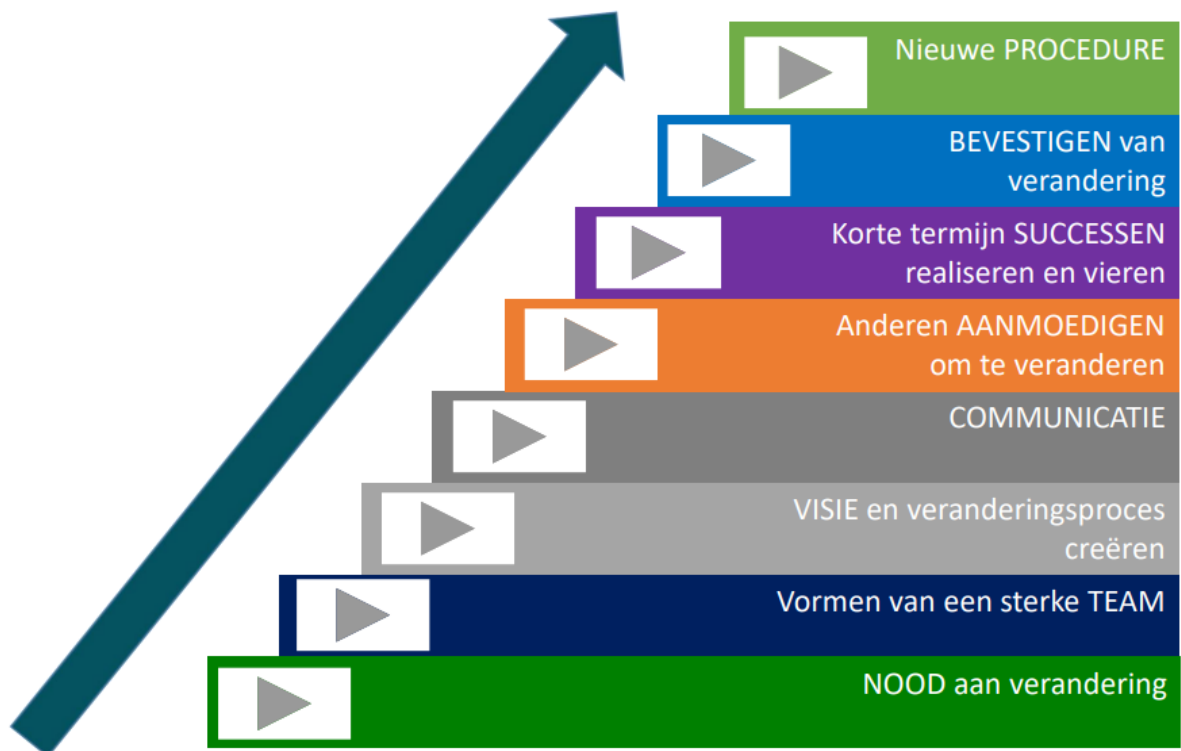 Nieuwe PROCEDURE
BEVESTIGEN van
verandering
Korte termijn SUCCESSEN
realiseren en vieren
Anderen AANMOEDIGEN
om te veranderen
COMMUNICATIE
VISIE en veranderingsproces
creëren
Vormen van een sterke TEAM
NOOD aan verandering